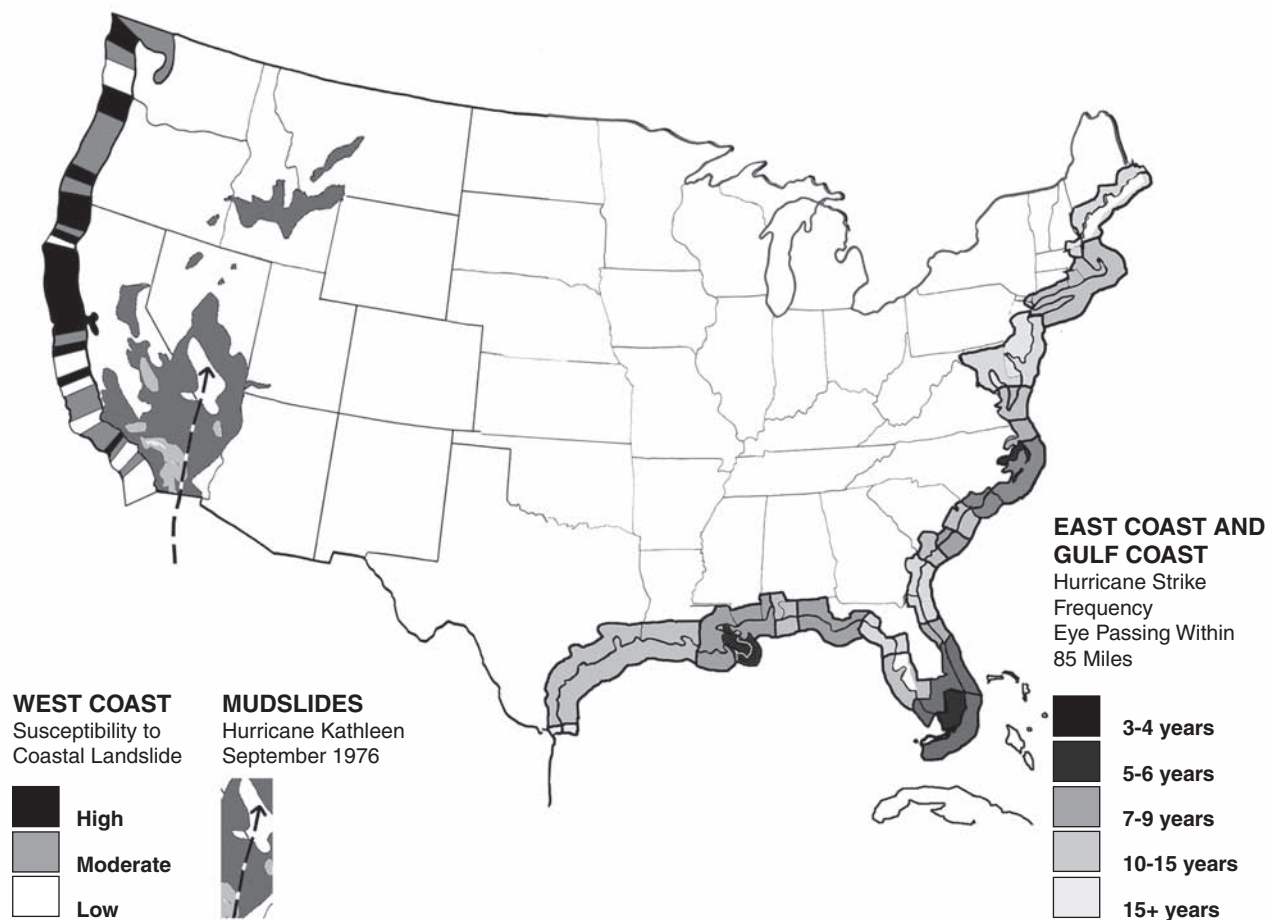 WEST COAST
Susceptibility to
Coastal Landslide
High
Moderate
Low
MUDSLIDES
Hurricane Kathleen
September 1976
EAST COAST AND
GULF COAST
Hurricane Strike
Frequency
Eye Passing Within
85 Miles
3-4 years
5-6 years
7-9 years
10-15 years
15+ years